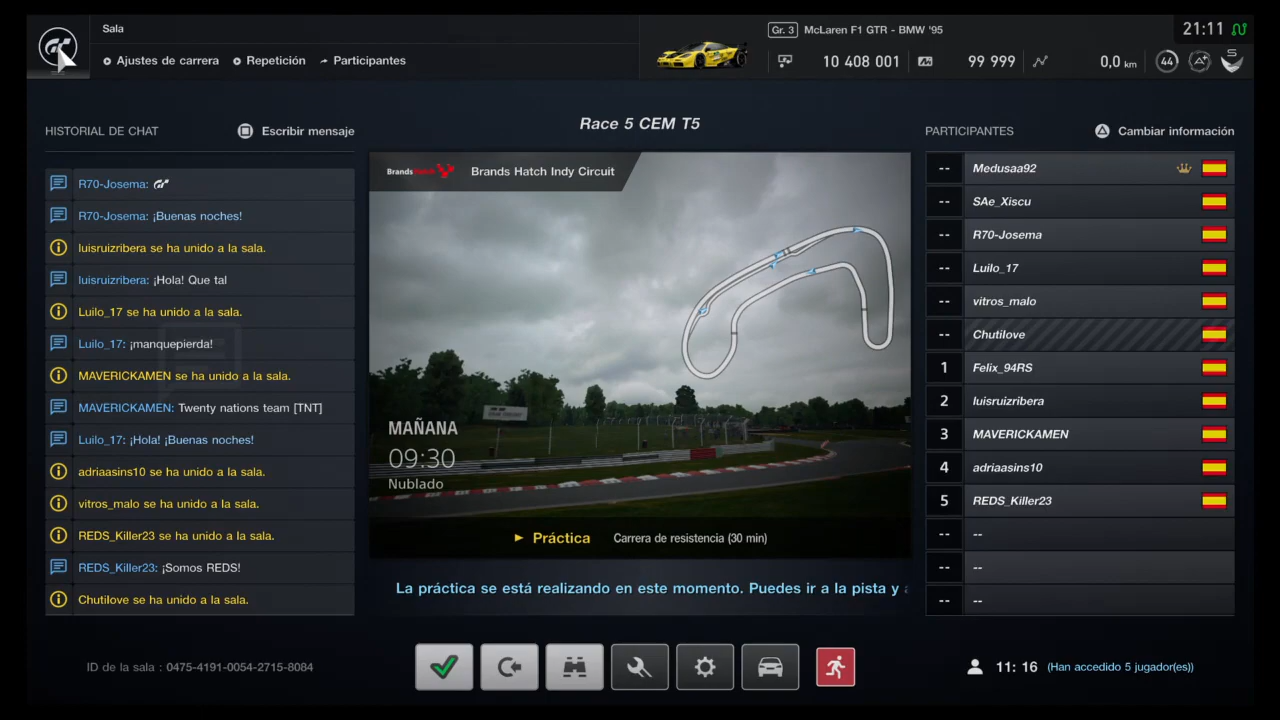 Sala
Gr. 3 McLaren F1 GTR - BMW '95
21:11
Ajustes de carrera Repetición Participantes
10 408 001 99 999 0,0 km 44 A+ S
HISTORIAL DE CHAT Escribir mensaje
R70-Josema:
R70-Josema: ¡Buenas noches!
luisruizribera se ha unido a la sala.
luisruizribera: ¡Hola! Que tal
Luilo_17 se ha unido a la sala.
Luilo_17: ¡manquepierda!
MAVERICKAMEN se ha unido a la sala.
MAVERICKAMEN: Twenty nations team [TNT]
Luilo_17: ¡Hola! ¡Buenas noches!
adriaasins10 se ha unido a la sala.
vitros_malo se ha unido a la sala.
REDS_Killer23 se ha unido a la sala.
REDS_Killer23: ¡Somos REDS!
Chutilove se ha unido a la sala.
Race 5 CEM T5
Brands Hatch Brands Hatch Indy Circuit
MAÑANA
09:30
Nublado
Práctica Carrera de resistencia (30 min)
La práctica se está realizando en este momento. Puedes ir a la pista y a
PARTICIPANTES Cambiar información
-- Medusaa92
-- SAe_Xiscu
-- R70-Josema
-- Luilo_17
-- vitros_malo
-- Chutilove
1 Felix_94RS
2 luisruizribera
3 MAVERICKAMEN
4 adriaasins10
5 REDS_Killer23
-- --
-- --
-- --
ID de la sala : 0475-4191-0054-2715-8084
11: 16 (Han accedido 5 jugador(es))